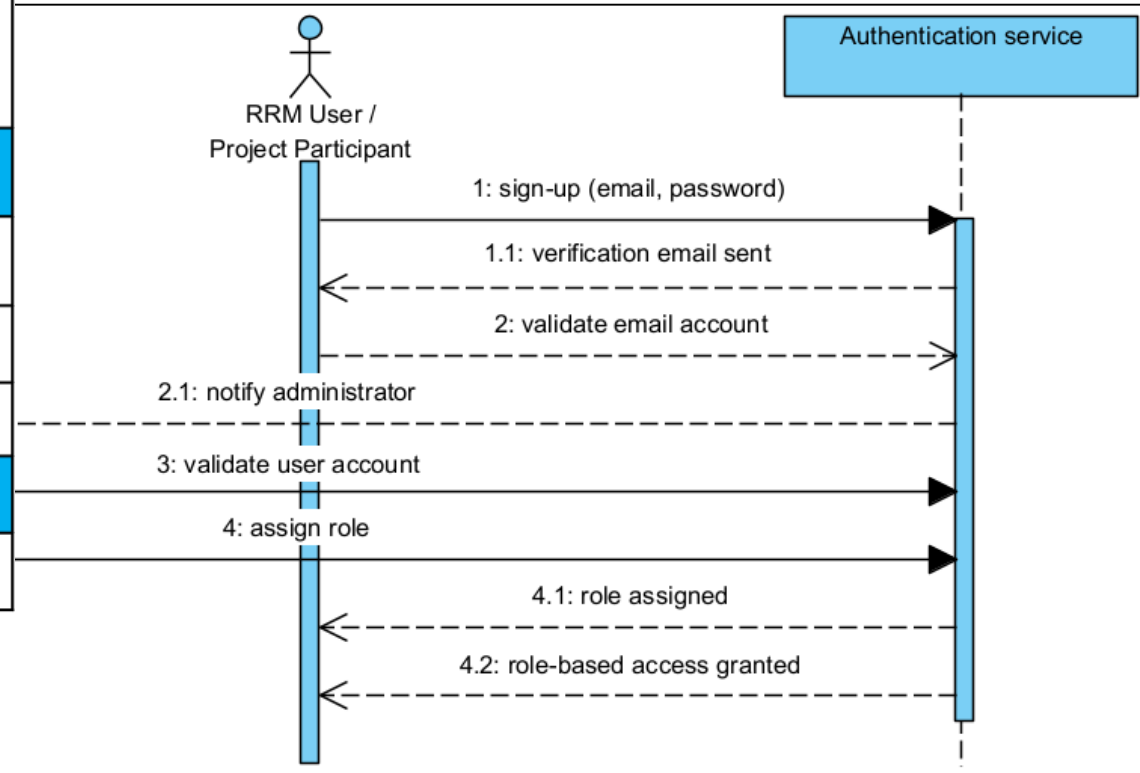 Authentication service
RRM User /
Project Participant
1: sign-up (email, password)
1.1: verification email sent
2: validate email account
2.1: notify administrator
3: validate user account
4: assign role
4.1: role assigned
4.2: role-based access granted